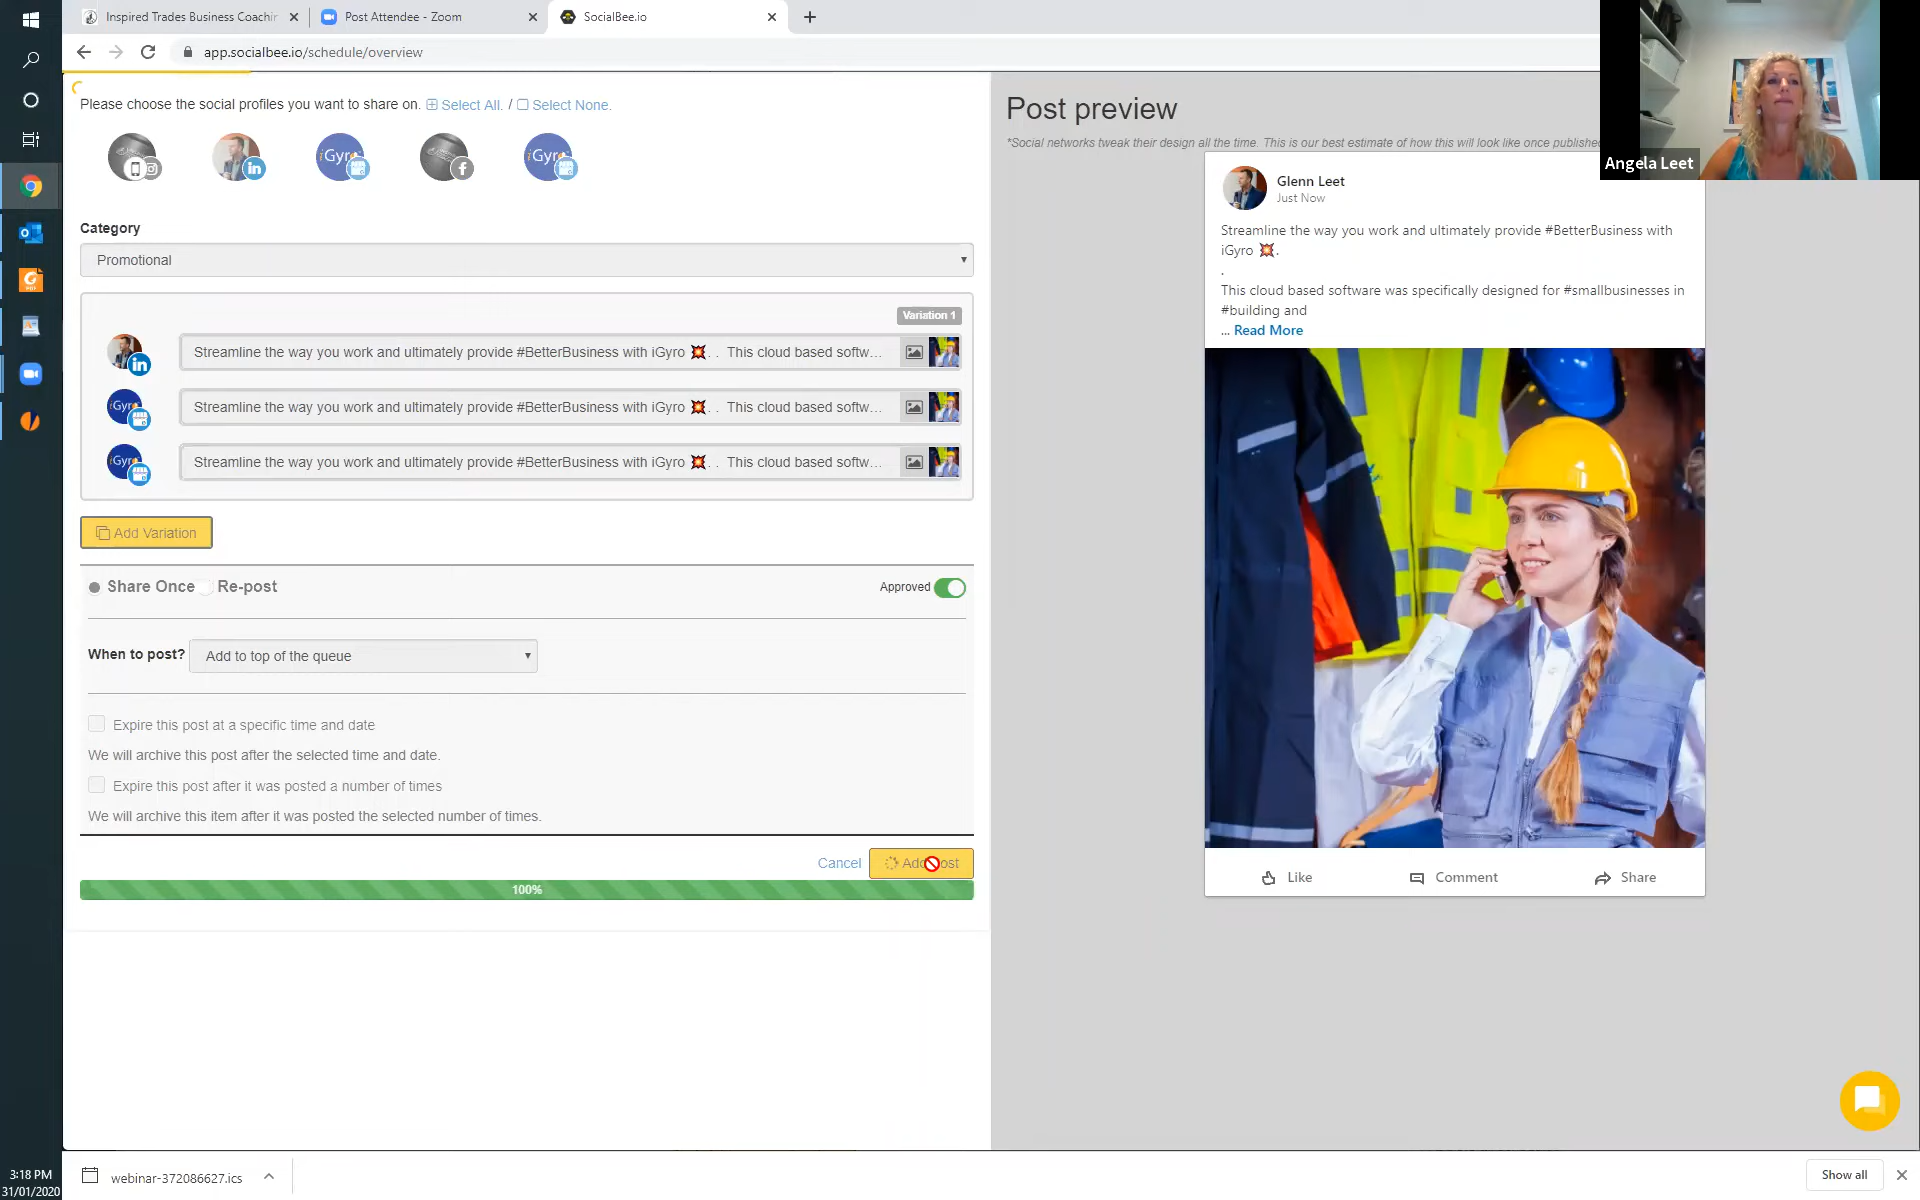 Inspired Trades Business Coachin
Post Attendee - Zoom
SocialBee.io
app.socialbee.io/schedule/overview
Please choose the social profiles you want to share on. Select All. / Select None.
iGyro
iGyro
Category
Promotional
Variation 1
Streamline the way you work and ultimately provide #BetterBusiness with iGyro 💥. . This cloud based softw...
iGyro
Streamline the way you work and ultimately provide #BetterBusiness with iGyro 💥. . This cloud based softw...
iGyro
Streamline the way you work and ultimately provide #BetterBusiness with iGyro 💥. . This cloud based softw...
Add Variation
Share Once Re-post
Approved
When to post? Add to top of the queue
Expire this post at a specific time and date
We will archive this post after the selected time and date.
Expire this post after it was posted a number of times
We will archive this item after it was posted the selected number of times.
Cancel Add Post
100%
Post preview
*Social networks tweak their design all the time. This is our best estimate of how this will look like once publishe
Glenn Leet
Just Now
Streamline the way you work and ultimately provide #BetterBusiness with
iGyro 💥.
.
This cloud based software was specifically designed for #smallbusinesses in
#building and
... Read More
Like Comment Share
Angela Leet
webinar-372086627.ics
Show all
3:18 PM
31/01/2020